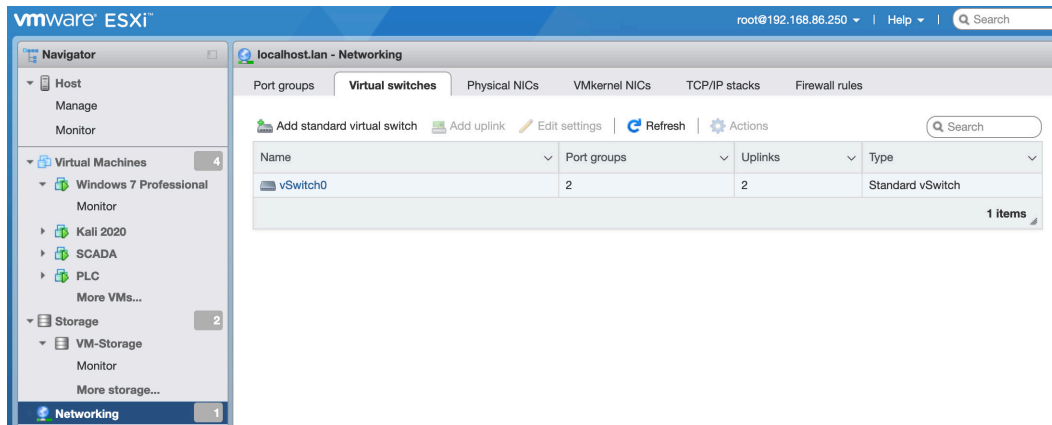 vmware® ESXi™
root@192.168.86.250 | Help | Search
Navigator
Host
Manage
Monitor
Virtual Machines 4
Windows 7 Professional
Monitor
Kali 2020
SCADA
PLC
More VMs...
Storage 2
VM-Storage
Monitor
More storage...
Networking 1
localhost.lan - Networking
Port groups Virtual switches Physical NICs VMkernel NICs TCP/IP stacks Firewall rules
Add standard virtual switch Add uplink Edit settings | Refresh | Actions Search
Name Port groups Uplinks Type
vSwitch0 2 2 Standard vSwitch
1 items